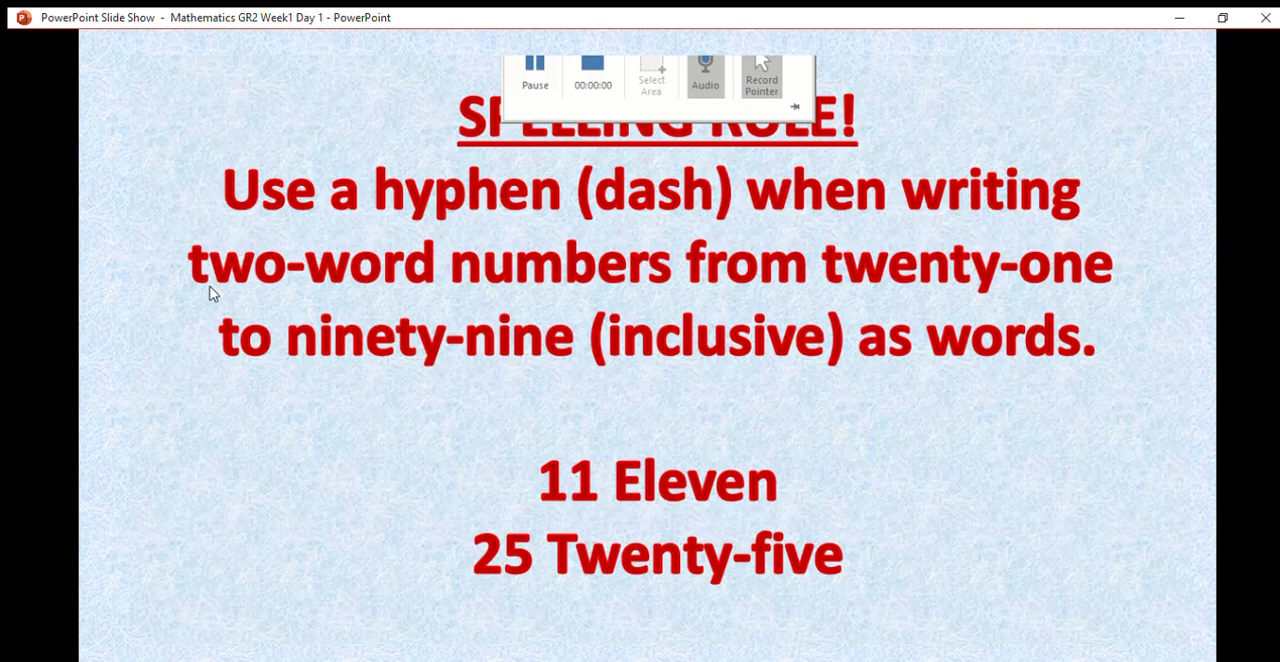 PowerPoint Slide Show - Mathematics GR2 Week1 Day 1 - PowerPoint
Pause
00:00:00
Select
Area
Audio
Record
Pointer
SPELLING RULE!
Use a hyphen (dash) when writing
two-word numbers from twenty-one
to ninety-nine (inclusive) as words.
11 Eleven
25 Twenty-five